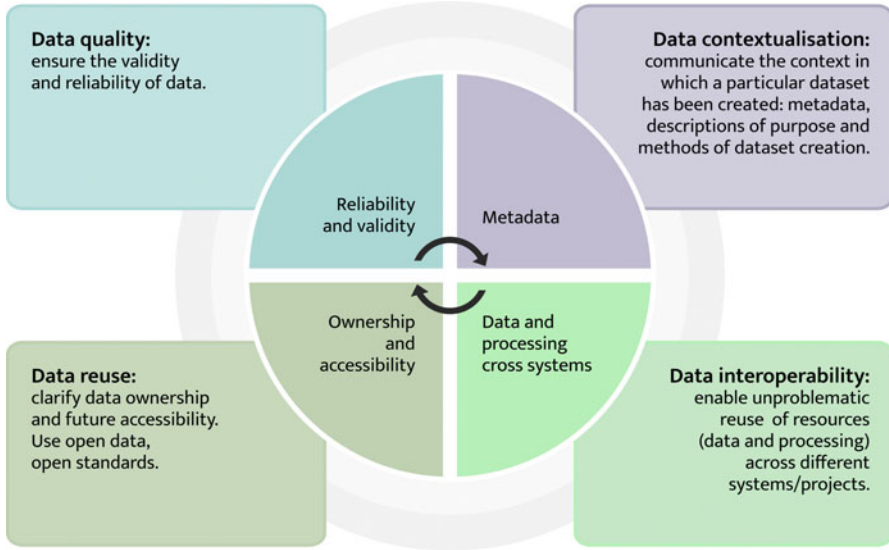 Data quality:
ensure the validity
and reliability of data.
Data contextualisation:
communicate the context in
which a particular dataset
has been created: metadata,
descriptions of purpose and
methods of dataset creation.
Reliability
and validity
Metadata
Ownership
and
accessibility
Data and
processing
cross systems
Data reuse:
clarify data ownership
and future accessibility.
Use open data,
open standards.
Data interoperability:
enable unproblematic
reuse of resources
(data and processing)
across different
systems/projects.